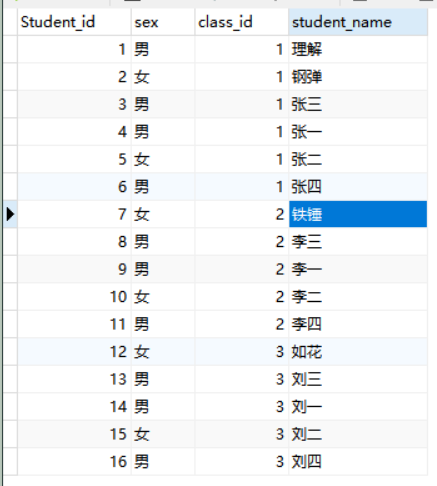 Student_id sex class_id student_name
1 男 1 理解
2 女 1 钢弹
3 男 1 张三
4 男 1 张一
5 女 1 张二
6 男 1 张四
7 女 2 铁锤
8 男 2 李三
9 男 2 李一
10 女 2 李二
11 男 2 李四
12 女 3 如花
13 男 3 刘三
14 男 3 刘一
15 女 3 刘二
16 男 3 刘四